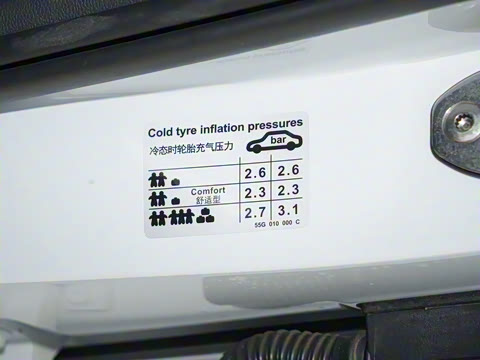 Cold tyre inflation pressures
冷态时轮胎充气压力 bar
2.6 2.6
Comfort 2.3 2.3
舒适型
2.7 3.1
55G 010 000 C